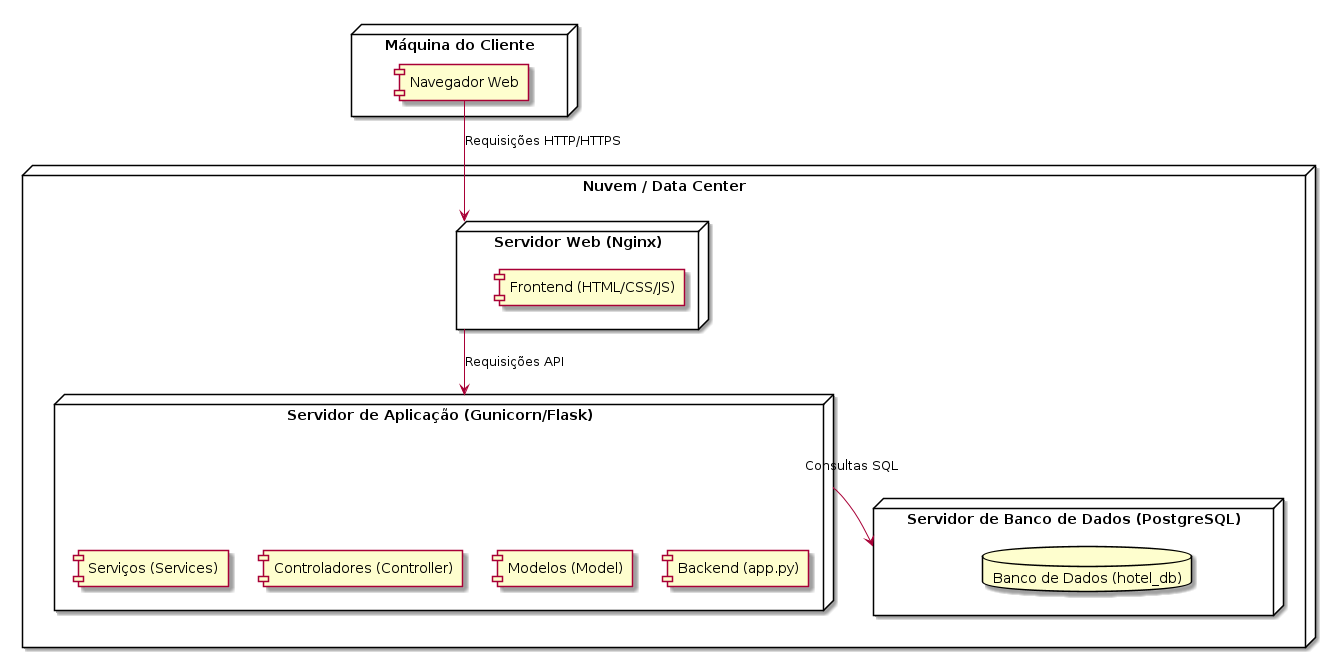 Máquina do Cliente
Navegador Web
Requisições HTTP/HTTPS
Nuvem / Data Center
Servidor Web (Nginx)
Frontend (HTML/CSS/JS)
Requisições API
Servidor de Aplicação (Gunicorn/Flask)
Consultas SQL
Servidor de Banco de Dados (PostgreSQL)
Serviços (Services)
Controladores (Controller)
Modelos (Model)
Backend (app.py)
Banco de Dados (hotel_db)